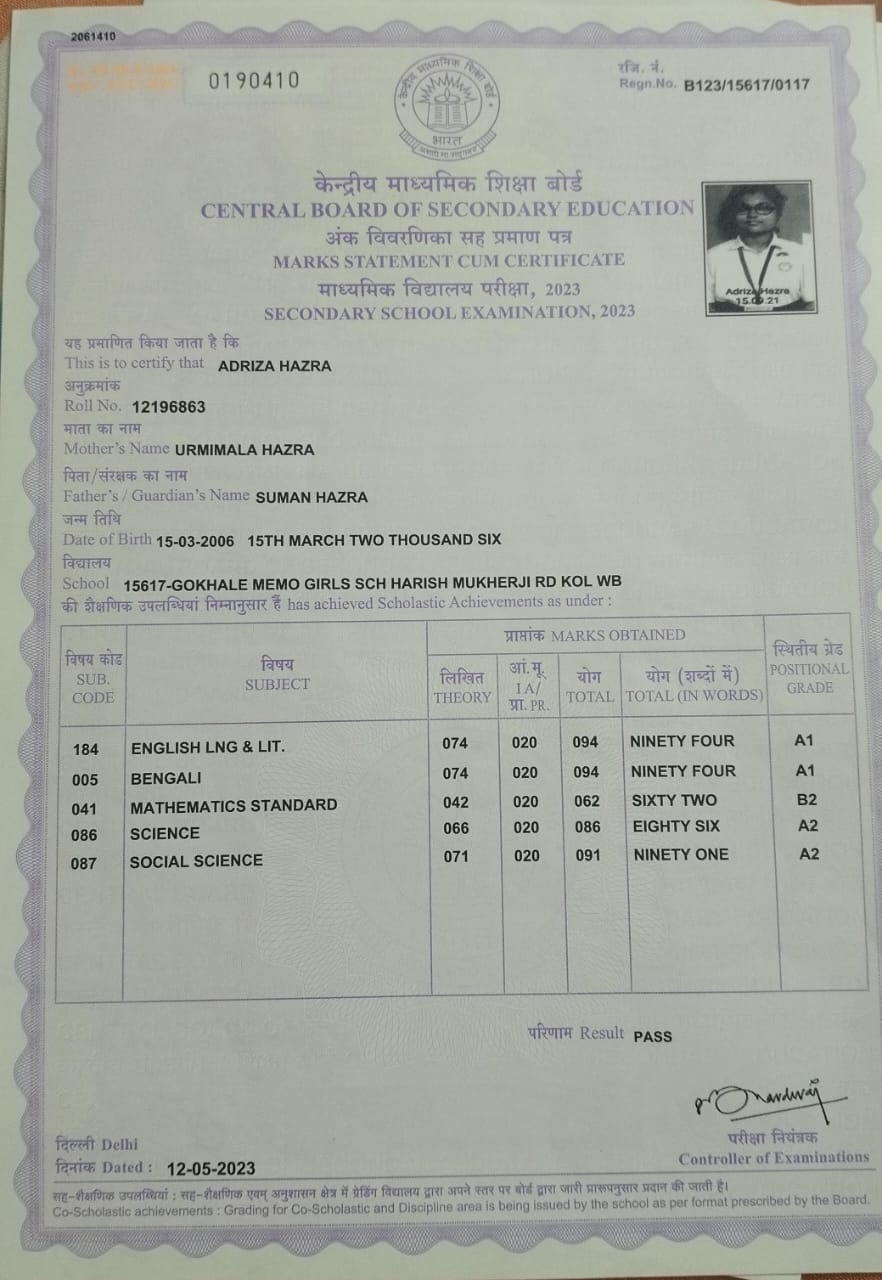 2061410
0190410
रजि. नं.
Regn.No. B123/15617/0117
केन्द्रीय माध्यमिक शिक्षा बोर्ड
भारत
केन्द्रीय माध्यमिक शिक्षा बोर्ड
CENTRAL BOARD OF SECONDARY EDUCATION
अंक विवरणिका सह प्रमाण पत्र
MARKS STATEMENT CUM CERTIFICATE
माध्यमिक विद्यालय परीक्षा, 2023
SECONDARY SCHOOL EXAMINATION, 2023
Adriza Hazra
15.09.21
यह प्रमाणित किया जाता है कि
This is to certify that ADRIZA HAZRA
अनुक्रमांक
Roll No. 12196863
माता का नाम
Mother's Name URMIMALA HAZRA
पिता/संरक्षक का नाम
Father's / Guardian's Name SUMAN HAZRA
जन्म तिथि
Date of Birth 15-03-2006 15TH MARCH TWO THOUSAND SIX
विद्यालय
School 15617-GOKHALE MEMO GIRLS SCH HARISH MUKHERJI RD KOL WB
की शैक्षणिक उपलब्धियां निम्नानुसार हैं has achieved Scholastic Achievements as under :
विषय कोड SUB. CODE
विषय SUBJECT
प्राप्तांक MARKS OBTAINED
लिखित THEORY
आं.मू. I A/ प्रा. PR.
योग TOTAL
योग (शब्दों में) TOTAL (IN WORDS)
स्थितीय ग्रेड POSITIONAL GRADE
184 ENGLISH LNG & LIT. 074 020 094 NINETY FOUR A1
005 BENGALI 074 020 094 NINETY FOUR A1
041 MATHEMATICS STANDARD 042 020 062 SIXTY TWO B2
086 SCIENCE 066 020 086 EIGHTY SIX A2
087 SOCIAL SCIENCE 071 020 091 NINETY ONE A2
परिणाम Result PASS
परीक्षा नियंत्रक
Controller of Examinations
दिल्ली Delhi
दिनांक Dated : 12-05-2023
सह-शैक्षणिक उपलब्धियां : सह-शैक्षणिक एवम् अनुशासन क्षेत्र में ग्रेडिंग विद्यालय द्वारा अपने स्तर पर बोर्ड द्वारा जारी प्रारूपनुसार प्रदान की जाती है।
Co-Scholastic achievements : Grading for Co-Scholastic and Discipline area is being issued by the school as per format prescribed by the Board.